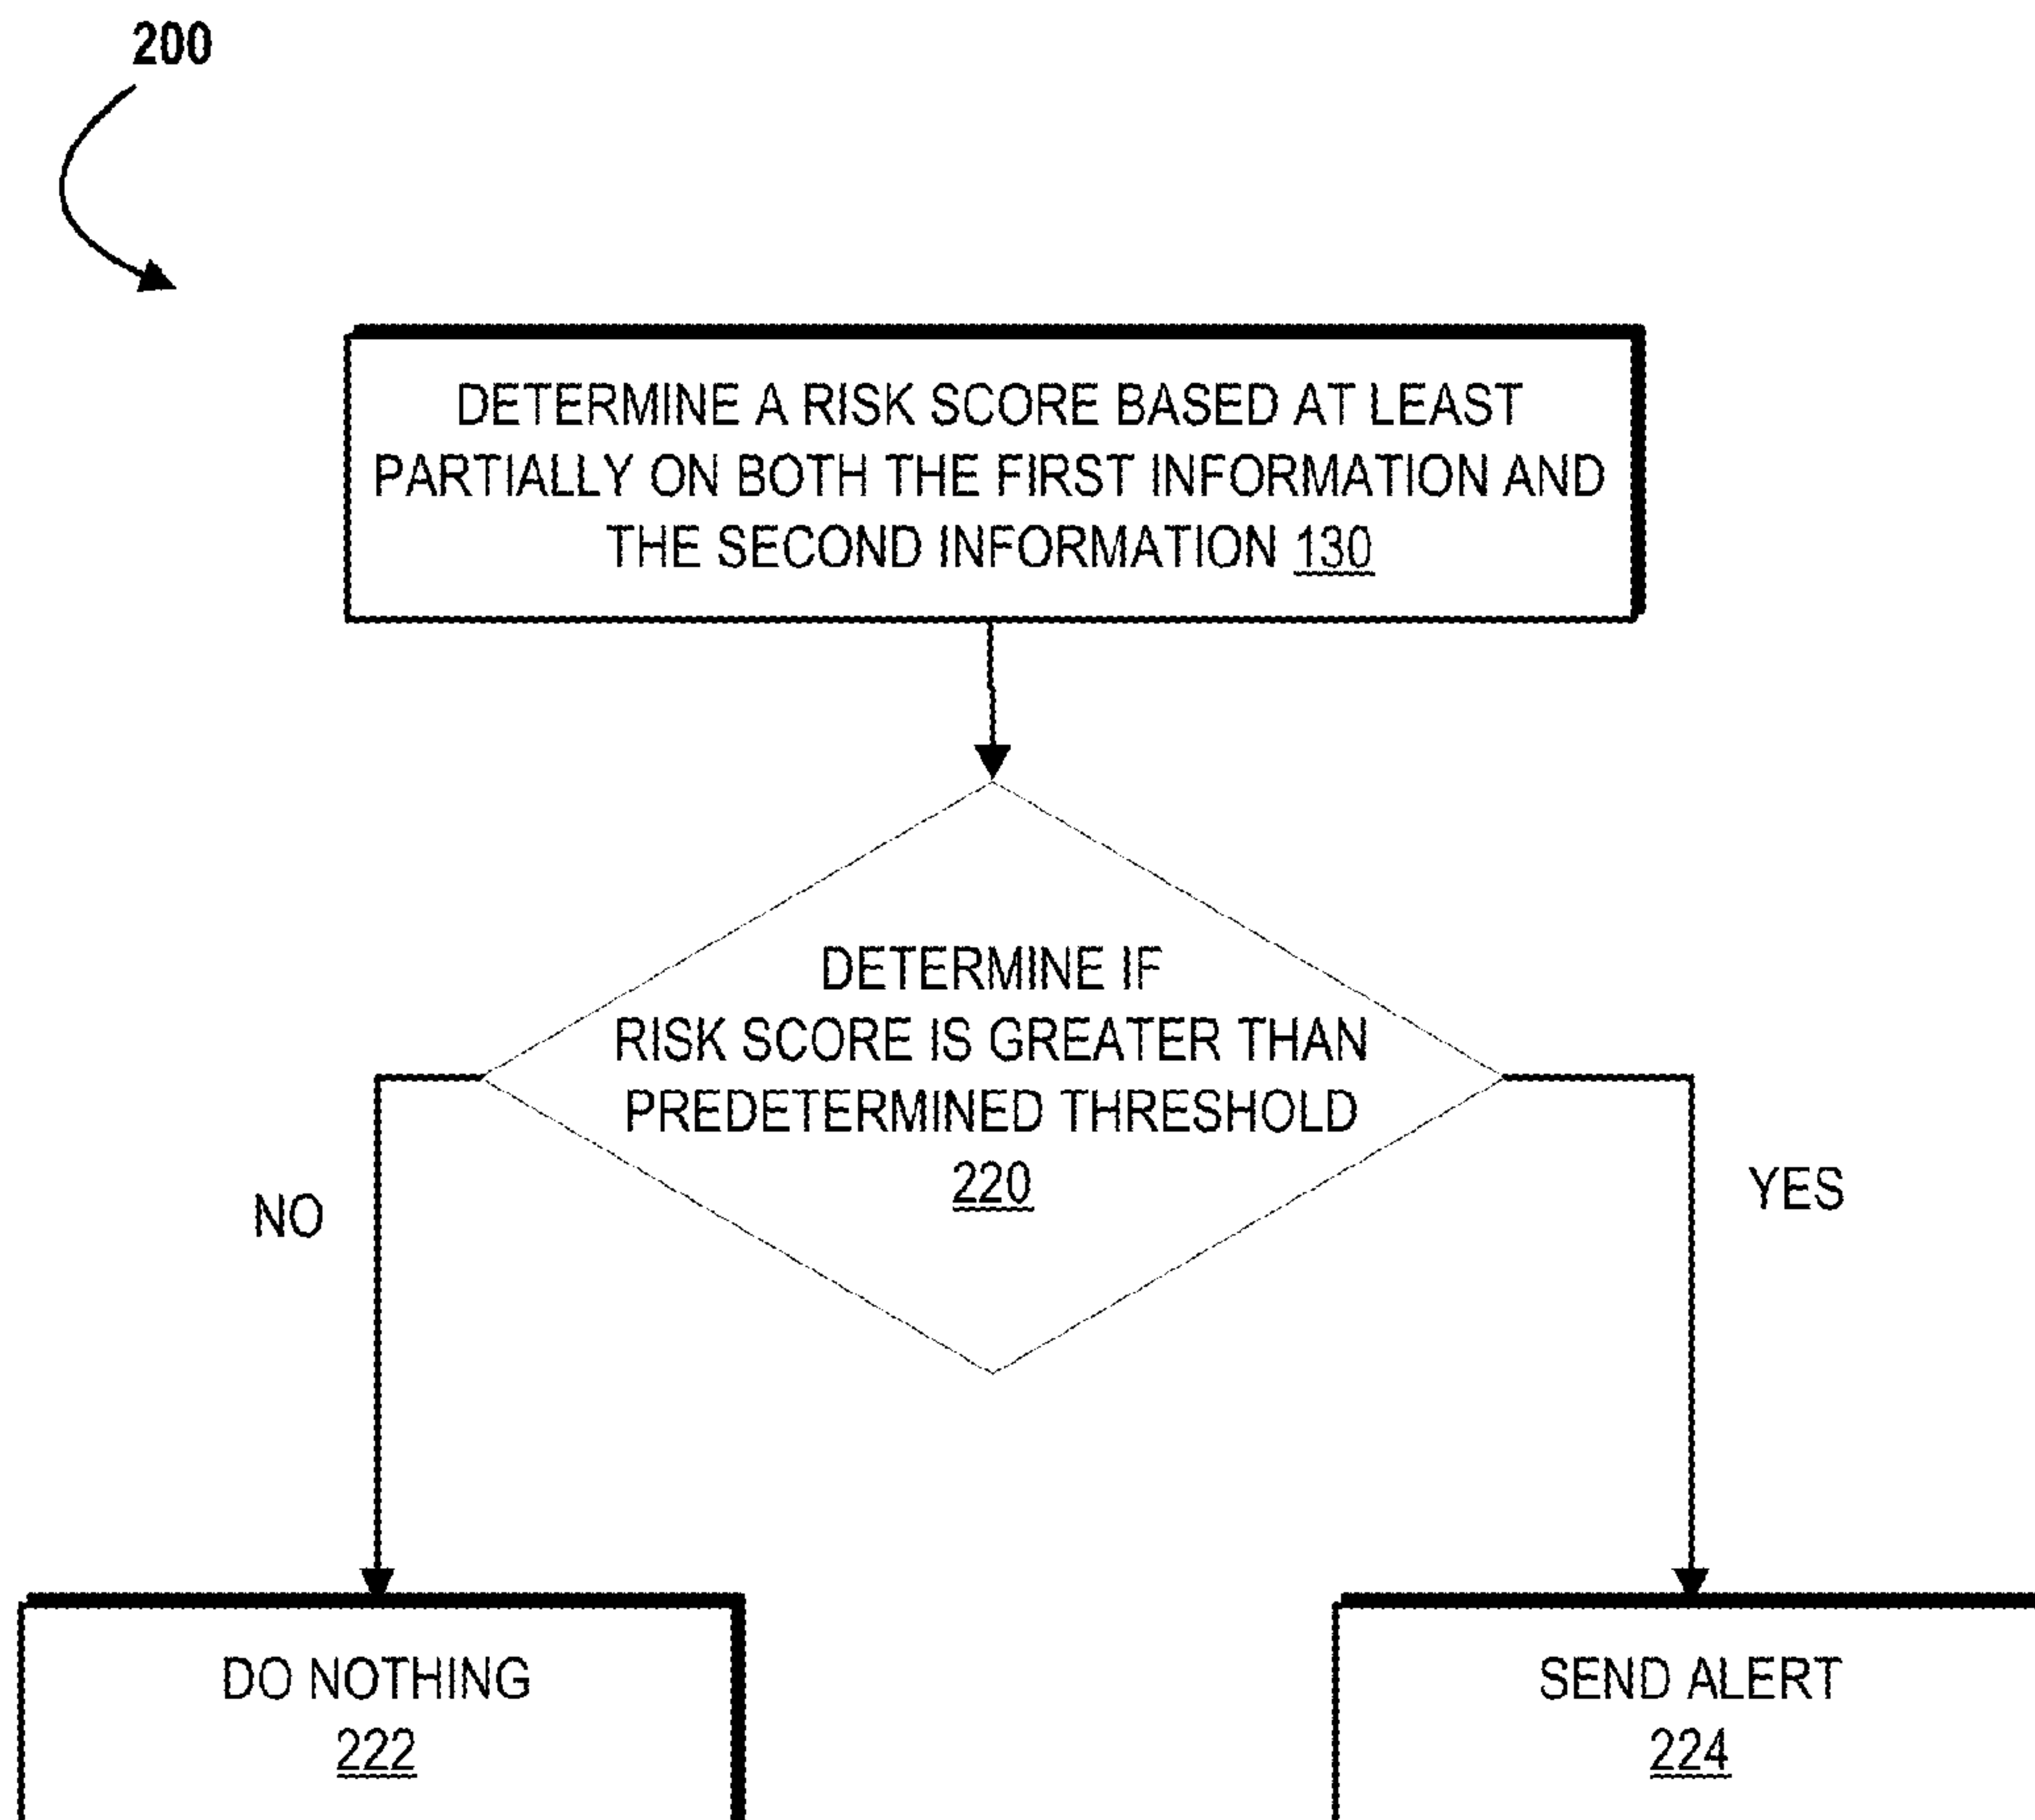 200
DETERMINE A RISK SCORE BASED AT LEAST
PARTIALLY ON BOTH THE FIRST INFORMATION AND
THE SECOND INFORMATION 130
DETERMINE IF
RISK SCORE IS GREATER THAN
PREDETERMINED THRESHOLD
220
NO
YES
DO NOTHING
222
SEND ALERT
224